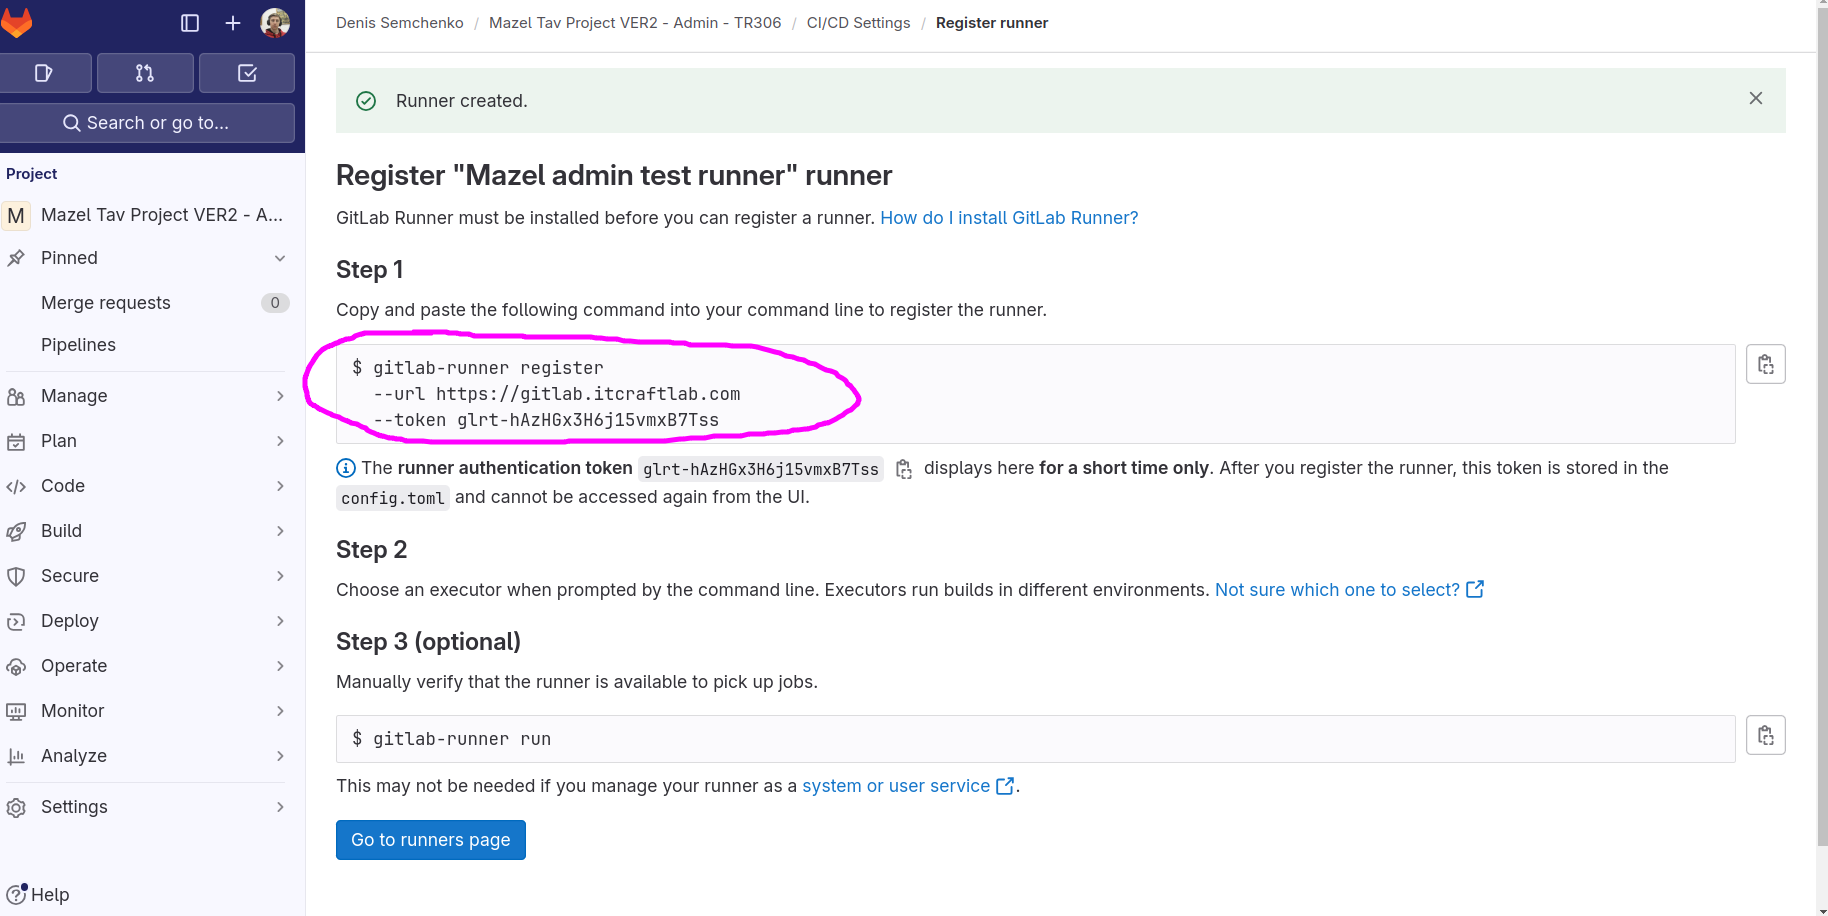 Denis Semchenko / Mazel Tav Project VER2 - Admin - TR306 / CI/CD Settings / Register runner
Search or go to...
Project
M Mazel Tav Project VER2 - A...
Pinned
Merge requests 0
Pipelines
Manage
Plan
Code
Build
Secure
Deploy
Operate
Monitor
Analyze
Settings
Help
Runner created.
Register "Mazel admin test runner" runner
GitLab Runner must be installed before you can register a runner. How do I install GitLab Runner?
Step 1
Copy and paste the following command into your command line to register the runner.
$ gitlab-runner register
--url https://gitlab.itcraftlab.com
--token glrt-hAzHGx3H6j15vmxB7Tss
The runner authentication token glrt-hAzHGx3H6j15vmxB7Tss displays here for a short time only. After you register the runner, this token is stored in the
config.toml and cannot be accessed again from the UI.
Step 2
Choose an executor when prompted by the command line. Executors run builds in different environments. Not sure which one to select?
Step 3 (optional)
Manually verify that the runner is available to pick up jobs.
$ gitlab-runner run
This may not be needed if you manage your runner as a system or user service.
Go to runners page